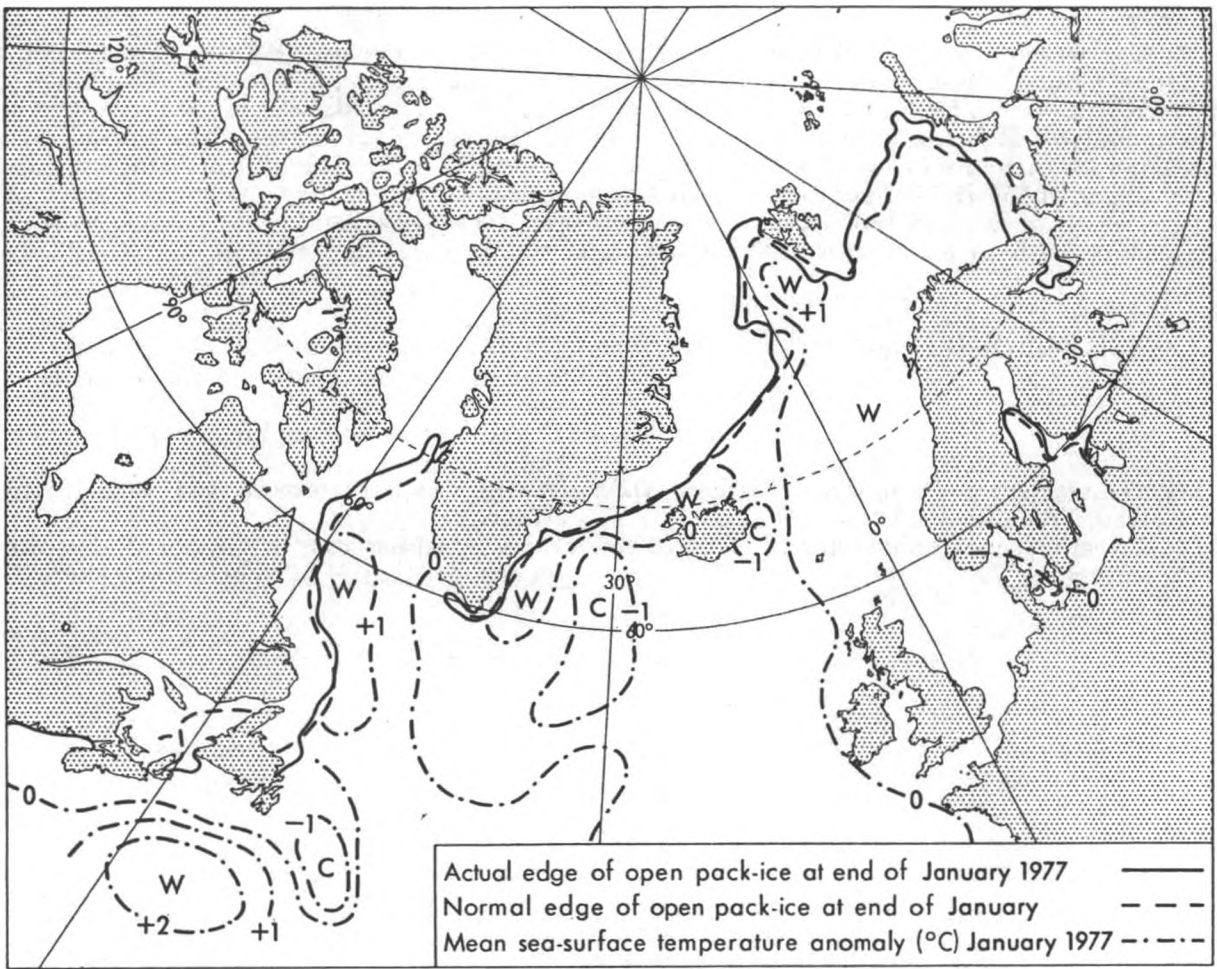 120°
60°
W
+1
90°
30°
W
60°
W
0
C
−1
0°
0
W
+1
W
C
−1
30°
60°
0
0
−1
C
W
+2
+1
0
Actual edge of open pack-ice at end of January 1977
Normal edge of open pack-ice at end of January
Mean sea-surface temperature anomaly (°C) January 1977